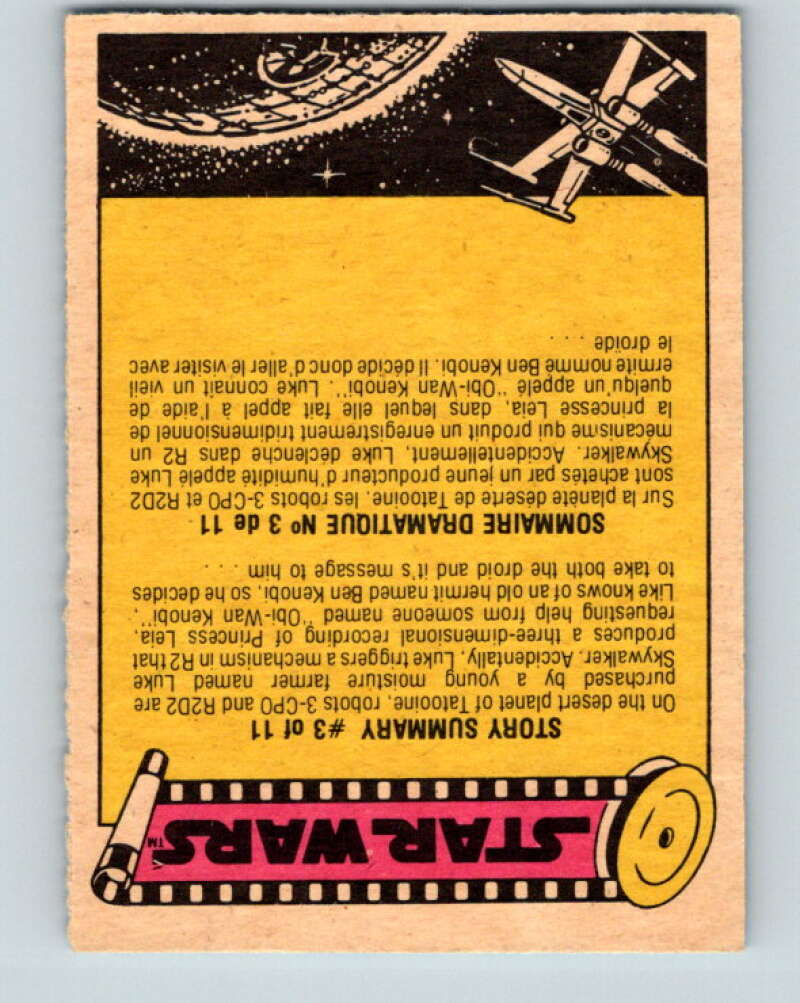 STAR WARS™
STORY SUMMARY #3 of 11
On the desert planet of Tatooine, robots 3-CPO and R2D2 are
purchased by a young moisture farmer named Luke
Skywalker. Accidentally, Luke triggers a mechanism in R2 that
produces a three-dimensional recording of Princess Leia,
requesting help from someone named "Obi-Wan Kenobi",
Like knows of an old hermit named Ben Kenobi, so he decides
to take both the droid and it's message to him . . .
SOMMAIRE DRAMATIQUE Nº 3 de 11
Sur la planète déserte de Tatooine, les robots 3-CPO et R2D2
sont achetés par un jeune producteur d'humidité appelé Luke
Skywalker. Accidentellement, Luke déclenche dans R2 un
mécanisme qui produit un enregistrement tridimensionnel de
la princesse Leia, dans lequel elle fait appel à l'aide de
quelqu'un appelé "Obi-Wan Kenobi". Luke connaît un vieil
ermite nommé Ben Kenobi. Il décide donc d'aller le visiter avec
le droïde . . . .